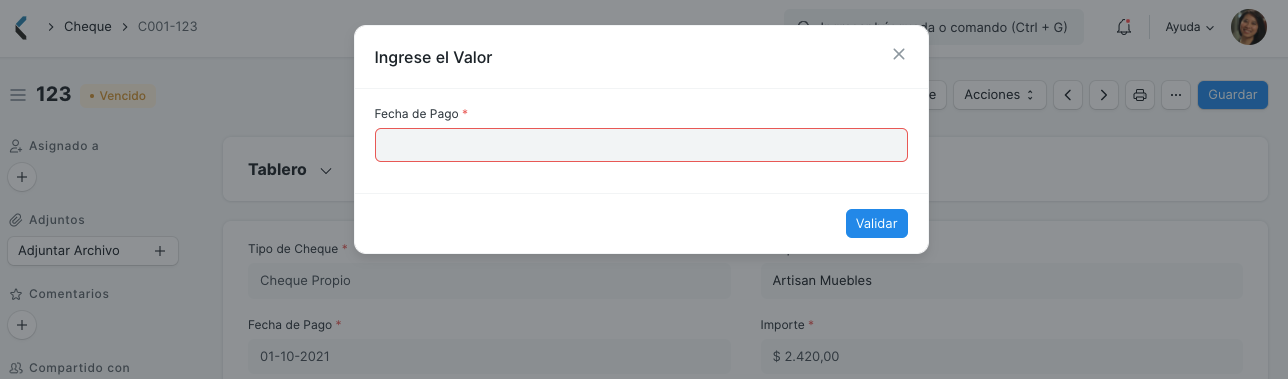 Cheque
C001-123
da o comando (Ctrl + G)
Ayuda
Ingrese el Valor
123
• Vencido
Acciones
Guardar
Fecha de Pago *
Asignado a
Tablero
Adjuntos
Adjuntar Archivo
Validar
Tipo de Cheque *
Cheque Propio
Artisan Muebles
Comentarios
Fecha de Pago *
Importe *
01-10-2021
$ 2.420,00
Compartido con